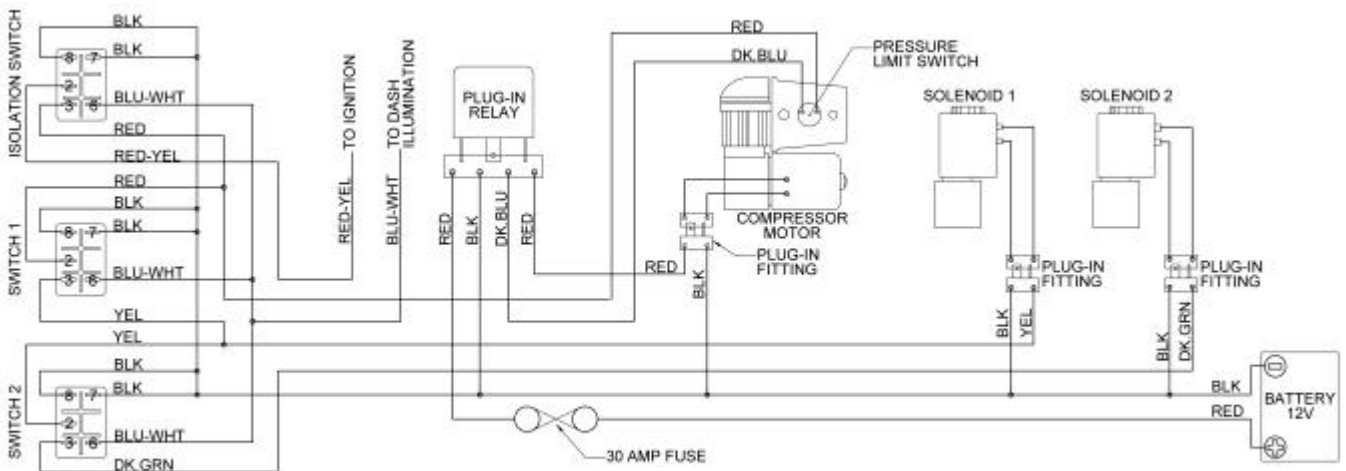 ISOLATION SWITCH
BLK
8 7
BLK
2
3 6
BLU-WHT
RED
RED-YEL
SWITCH 1
RED
BLK
8 7
BLK
2
3 6
BLU-WHT
YEL
SWITCH 2
YEL
BLK
8 7
BLK
2
3 6
BLU-WHT
DK.GRN
RED-YEL
TO IGNITION
BLU-WHT
TO DASH
ILLUMINATION
PLUG-IN
RELAY
RED
BLK
DK.BLU
RED
RED
DK.BLU
PRESSURE
LIMIT SWITCH
COMPRESSOR
MOTOR
PLUG-IN
FITTING
RED
BLK
30 AMP FUSE
SOLENOID 1
PLUG-IN
FITTING
BLK
YEL
SOLENOID 2
PLUG-IN
FITTING
BLK
DK.GRN
BLK
RED
BATTERY
12V